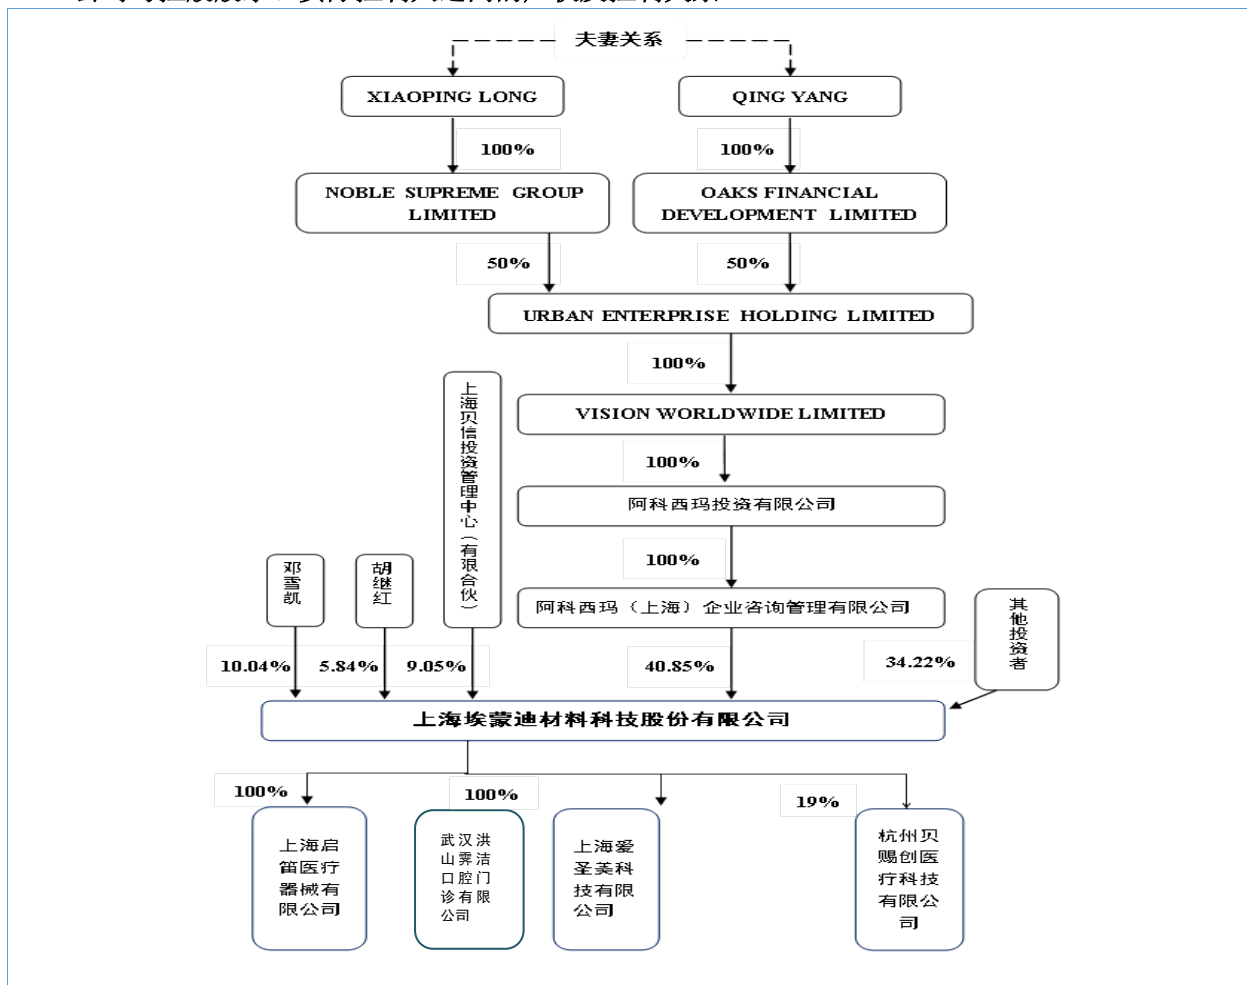 夫妻关系
XIAOPING LONG
QING YANG
100%
100%
NOBLE SUPREME GROUP
LIMITED
OAKS FINANCIAL
DEVELOPMENT LIMITED
50%
50%
URBAN ENTERPRISE HOLDING LIMITED
100%
VISION WORLDWIDE LIMITED
100%
阿科西玛投资有限公司
100%
阿科西玛（上海）企业咨询管理有限公司
上海贝信投资管理中心（有限合伙）
邓雪凯
胡继红
其他投资者
10.04%
5.84%
9.05%
40.85%
34.22%
上海埃蒙迪材料科技股份有限公司
100%
100%
19%
上海启
笛医疗
器械有
限公司
武汉洪
山霁洁
口腔门
诊有限
公司
上海爱
圣美科
技有限
公司
杭州贝
赐创医
疗科技
有限公
司